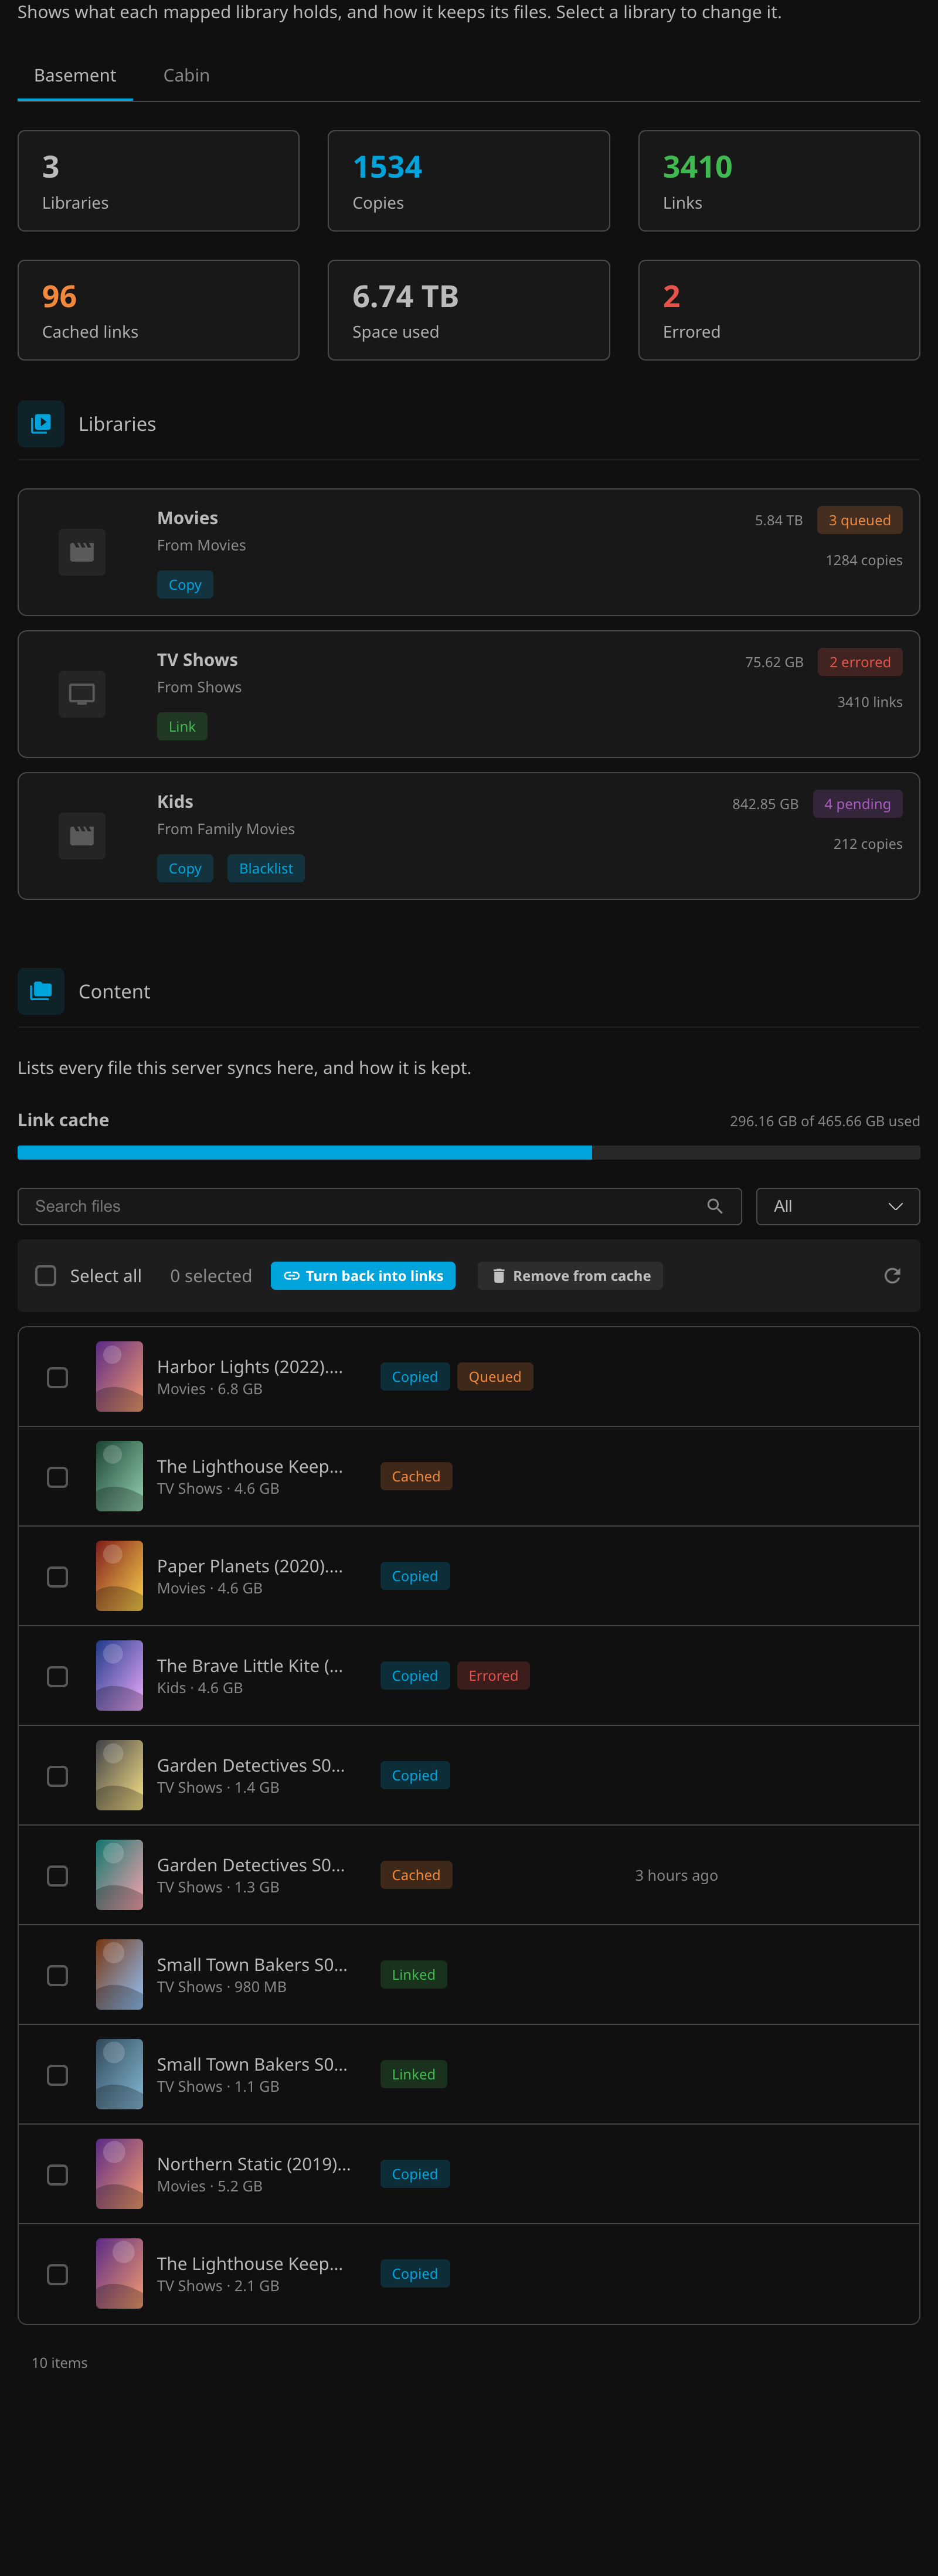 Shows what each mapped library holds, and how it keeps its files. Select a library to change it.
Basement
Cabin
3
Libraries
1534
Copies
3410
Links
96
Cached links
6.74 TB
Space used
2
Errored
Libraries
Movies
From Movies
Copy
5.84 TB
3 queued
1284 copies
TV Shows
From Shows
Link
75.62 GB
2 errored
3410 links
Kids
From Family Movies
Copy
Blacklist
842.85 GB
4 pending
212 copies
Content
Lists every file this server syncs here, and how it is kept.
Link cache
296.16 GB of 465.66 GB used
Search files
All
Select all
0 selected
Turn back into links
Remove from cache
Harbor Lights (2022)....
Movies · 6.8 GB
Copied
Queued
The Lighthouse Keep...
TV Shows · 4.6 GB
Cached
Paper Planets (2020)....
Movies · 4.6 GB
Copied
The Brave Little Kite (...
Kids · 4.6 GB
Copied
Errored
Garden Detectives S0...
TV Shows · 1.4 GB
Copied
Garden Detectives S0...
TV Shows · 1.3 GB
Cached
3 hours ago
Small Town Bakers S0...
TV Shows · 980 MB
Linked
Small Town Bakers S0...
TV Shows · 1.1 GB
Linked
Northern Static (2019)...
Movies · 5.2 GB
Copied
The Lighthouse Keep...
TV Shows · 2.1 GB
Copied
10 items